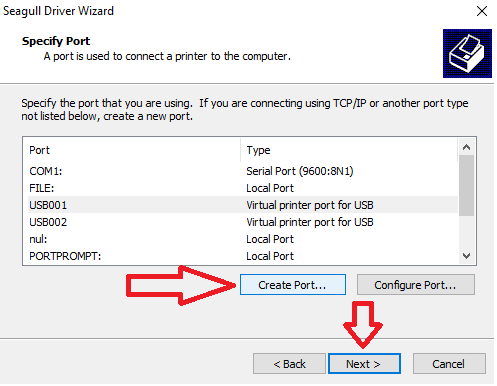 Seagull Driver Wizard
Specify Port
A port is used to connect a printer to the computer.
Specify the port that you are using. If you are connecting using TCP/IP or another port type
not listed below, create a new port.
Port Type
COM1: Serial Port (9600:8N1)
FILE: Local Port
USB001 Virtual printer port for USB
USB002 Virtual printer port for USB
nul: Local Port
PORTPROMPT: Local Port
Create Port... Configure Port...
< Back Next > Cancel